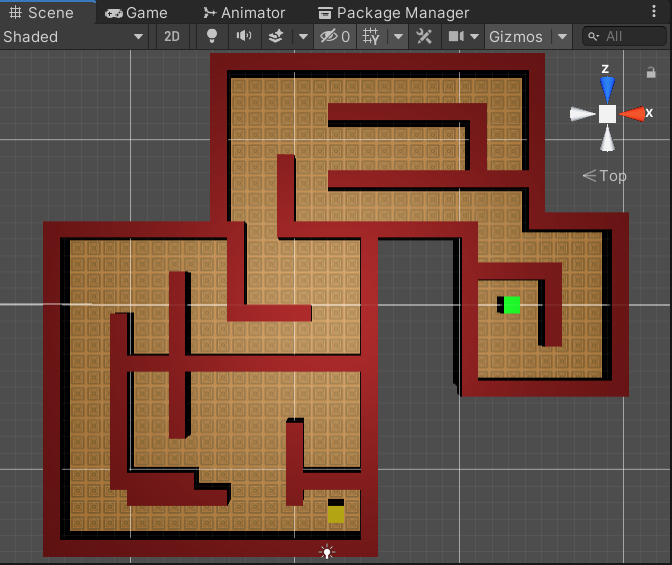 Scene Game Animator Package Manager
Shaded 2D 0 Gizmos All
z
x
Top